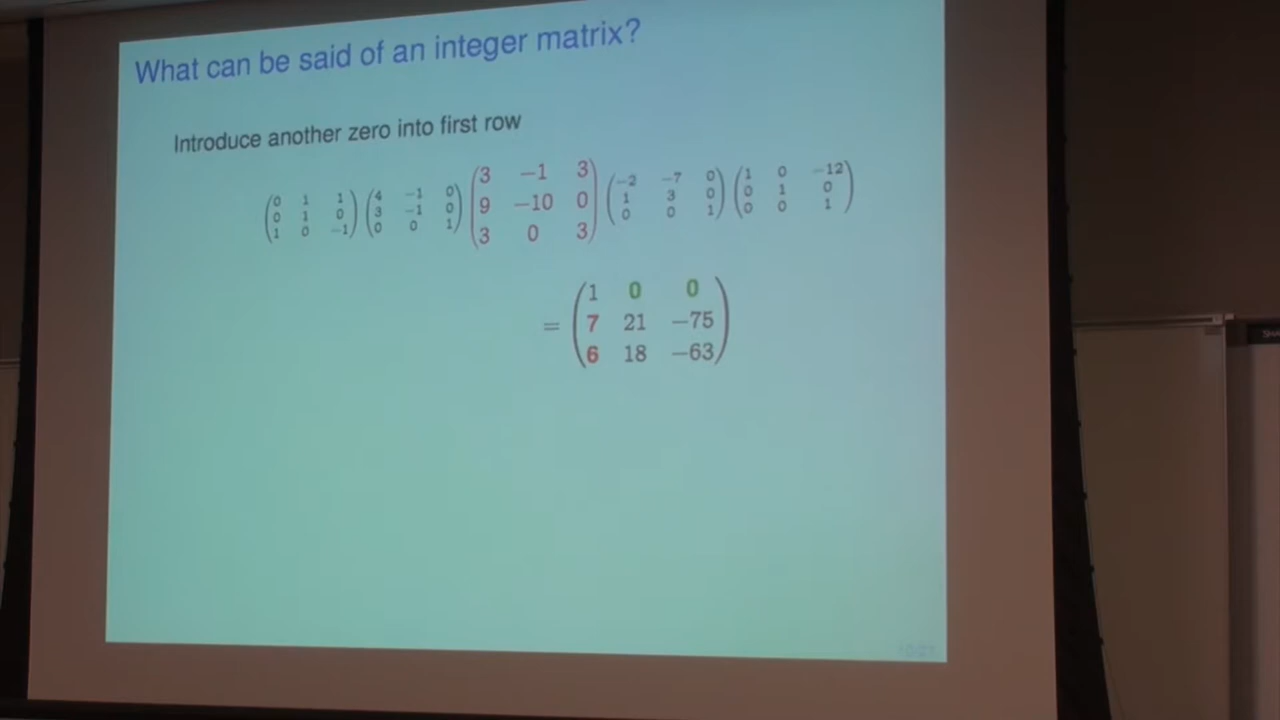 What can be said of an integer matrix?
Introduce another zero into first row
(0 1 1) (4 -1 0) (3 -1 3) (-2 -7 0) (1 0 -12)
(0 1 0) (3 -1 0) (9 -10 0) (1 3 0) (0 1 0)
(1 0 -1) (0 0 1) (3 0 3) (0 0 1) (0 0 1)
(1 0 0)
= (7 21 -75)
(6 18 -63)